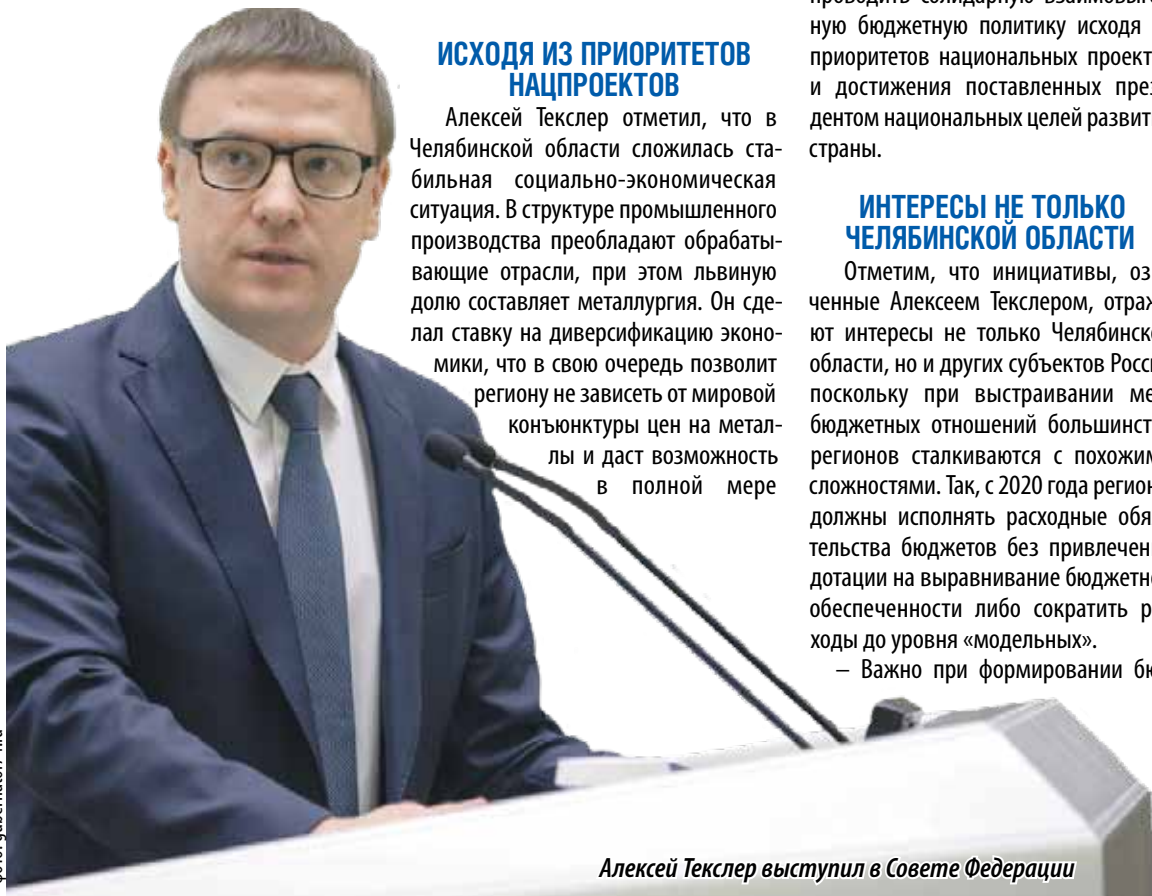 ИСХОДЯ ИЗ ПРИОРИТЕТОВ
НАЦПРОЕКТОВ
Алексей Текслер отметил, что в
Челябинской области сложилась ста-
бильная социально-экономическая
ситуация. В структуре промышленного
производства преобладают обрабаты-
вающие отрасли, при этом львиную
долю составляет металлургия. Он сде-
лал ставку на диверсификацию эконо-
мики, что в свою очередь позволит
региону не зависеть от мировой
конъюнктуры цен на метал-
лы и даст возможность
в полной мере
проводить солидарную взаимовыго
ную бюджетную политику исходя
приоритетов национальных проект
и достижения поставленных през
дентом национальных целей развит
страны.
ИНТЕРЕСЫ НЕ ТОЛЬКО
ЧЕЛЯБИНСКОЙ ОБЛАСТИ
Отметим, что инициативы, оз
ченные Алексеем Текслером, отраж
ют интересы не только Челябинско
области, но и других субъектов Росс
поскольку при выстраивании ме
бюджетных отношений большинст
регионов сталкиваются с похожим
сложностями. Так, с 2020 года регион
должны исполнять расходные обя
тельства бюджетов без привлечен
дотации на выравнивание бюджетно
обеспеченности либо сократить р
ходы до уровня «модельных».
– Важно при формировании бю
Алексей Текслер выступил в Совете Федерации